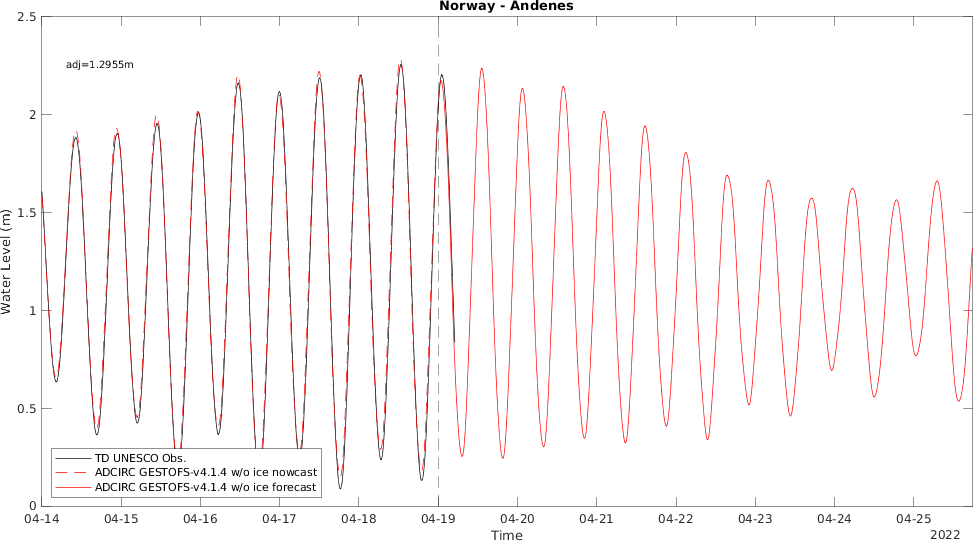 Norway - Andenes
2.5
adj=1.2955m
2
1.5
Water Level (m)
1
0.5
TD UNESCO Obs.
ADCIRC GESTOFS-v4.1.4 w/o ice nowcast
ADCIRC GESTOFS-v4.1.4 w/o ice forecast
0
04-14 04-15 04-16 04-17 04-18 04-19 04-20 04-21 04-22 04-23 04-24 04-25
Time
2022